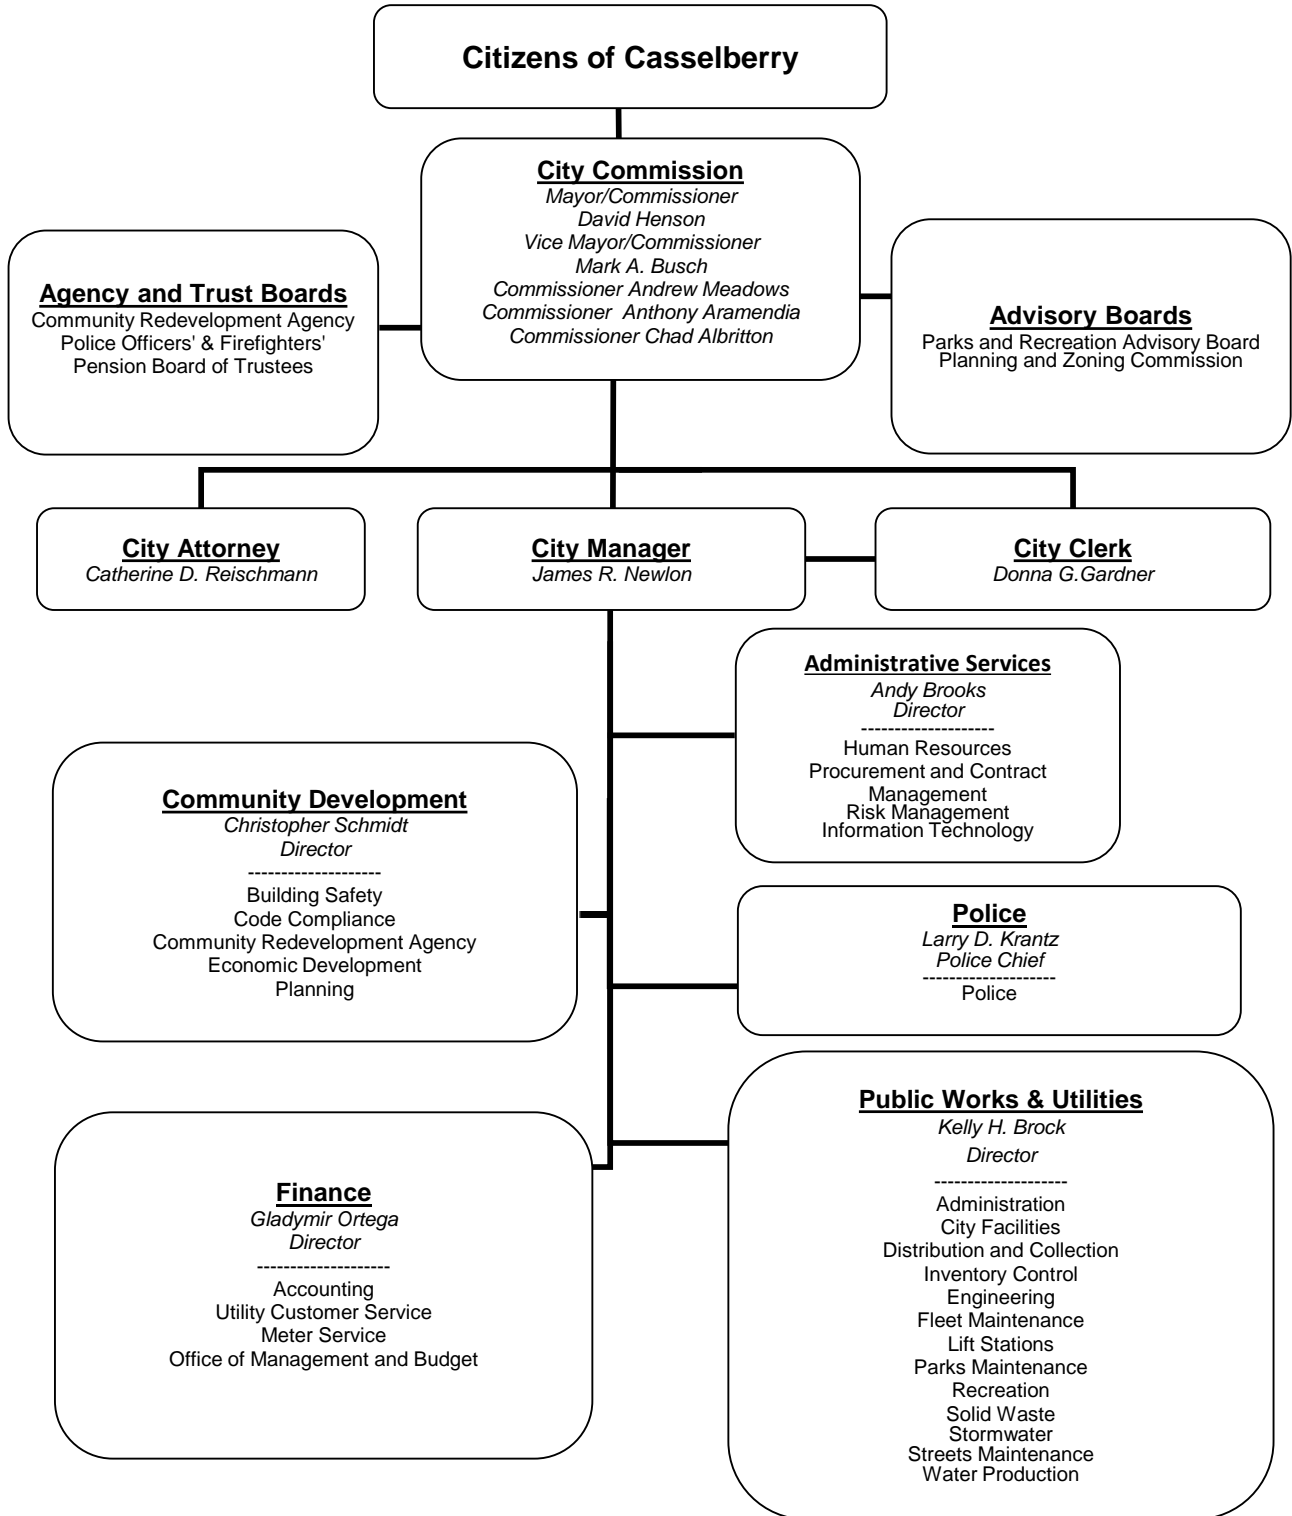 Citizens of Casselberry
City Commission
Mayor/Commissioner
David Henson
Vice Mayor/Commissioner
Mark A. Busch
Commissioner Andrew Meadows
Commissioner  Anthony Aramendia
Commissioner Chad Albritton
Agency and Trust Boards
Community Redevelopment Agency
Police Officers' & Firefighters'
Pension Board of Trustees
Advisory Boards
Parks and Recreation Advisory Board
Planning and Zoning Commission
City Attorney
Catherine D. Reischmann
City Manager
James R. Newlon
City Clerk
Donna G.Gardner
Administrative Services
Andy Brooks
Director
--------------------
Human Resources
Procurement and Contract
Management
Risk Management
Information Technology
Community Development
Christopher Schmidt
Director
--------------------
Building Safety
Code Compliance
Community Redevelopment Agency
Economic Development
Planning
Police
Larry D. Krantz
Police Chief
--------------------
Police
Finance
Gladymir Ortega
Director
--------------------
Accounting
Utility Customer Service
Meter Service
Office of Management and Budget
Public Works & Utilities
Kelly H. Brock
Director
--------------------
Administration
City Facilities
Distribution and Collection
Inventory Control
Engineering
Fleet Maintenance
Lift Stations
Parks Maintenance
Recreation
Solid Waste
Stormwater
Streets Maintenance
Water Production